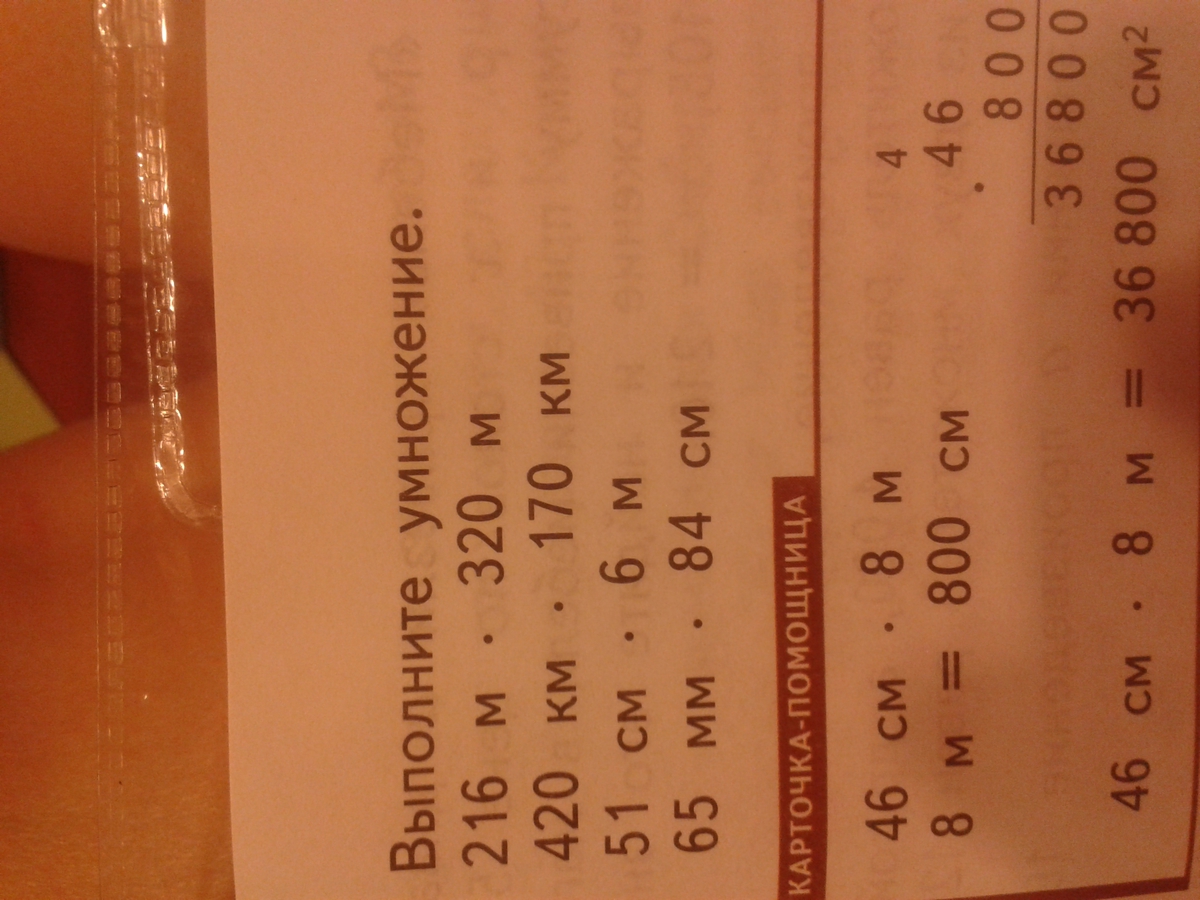 Выполните умножение.
216 м · 320 м
420 км · 170 км
51 см · 6 м
65 мм · 84 см
КАРТОЧКА-ПОМОЩНИЦА
46 см · 8 м
8 м = 800 см
4
· 46
800
36800
46 см · 8 м = 36 800 см²